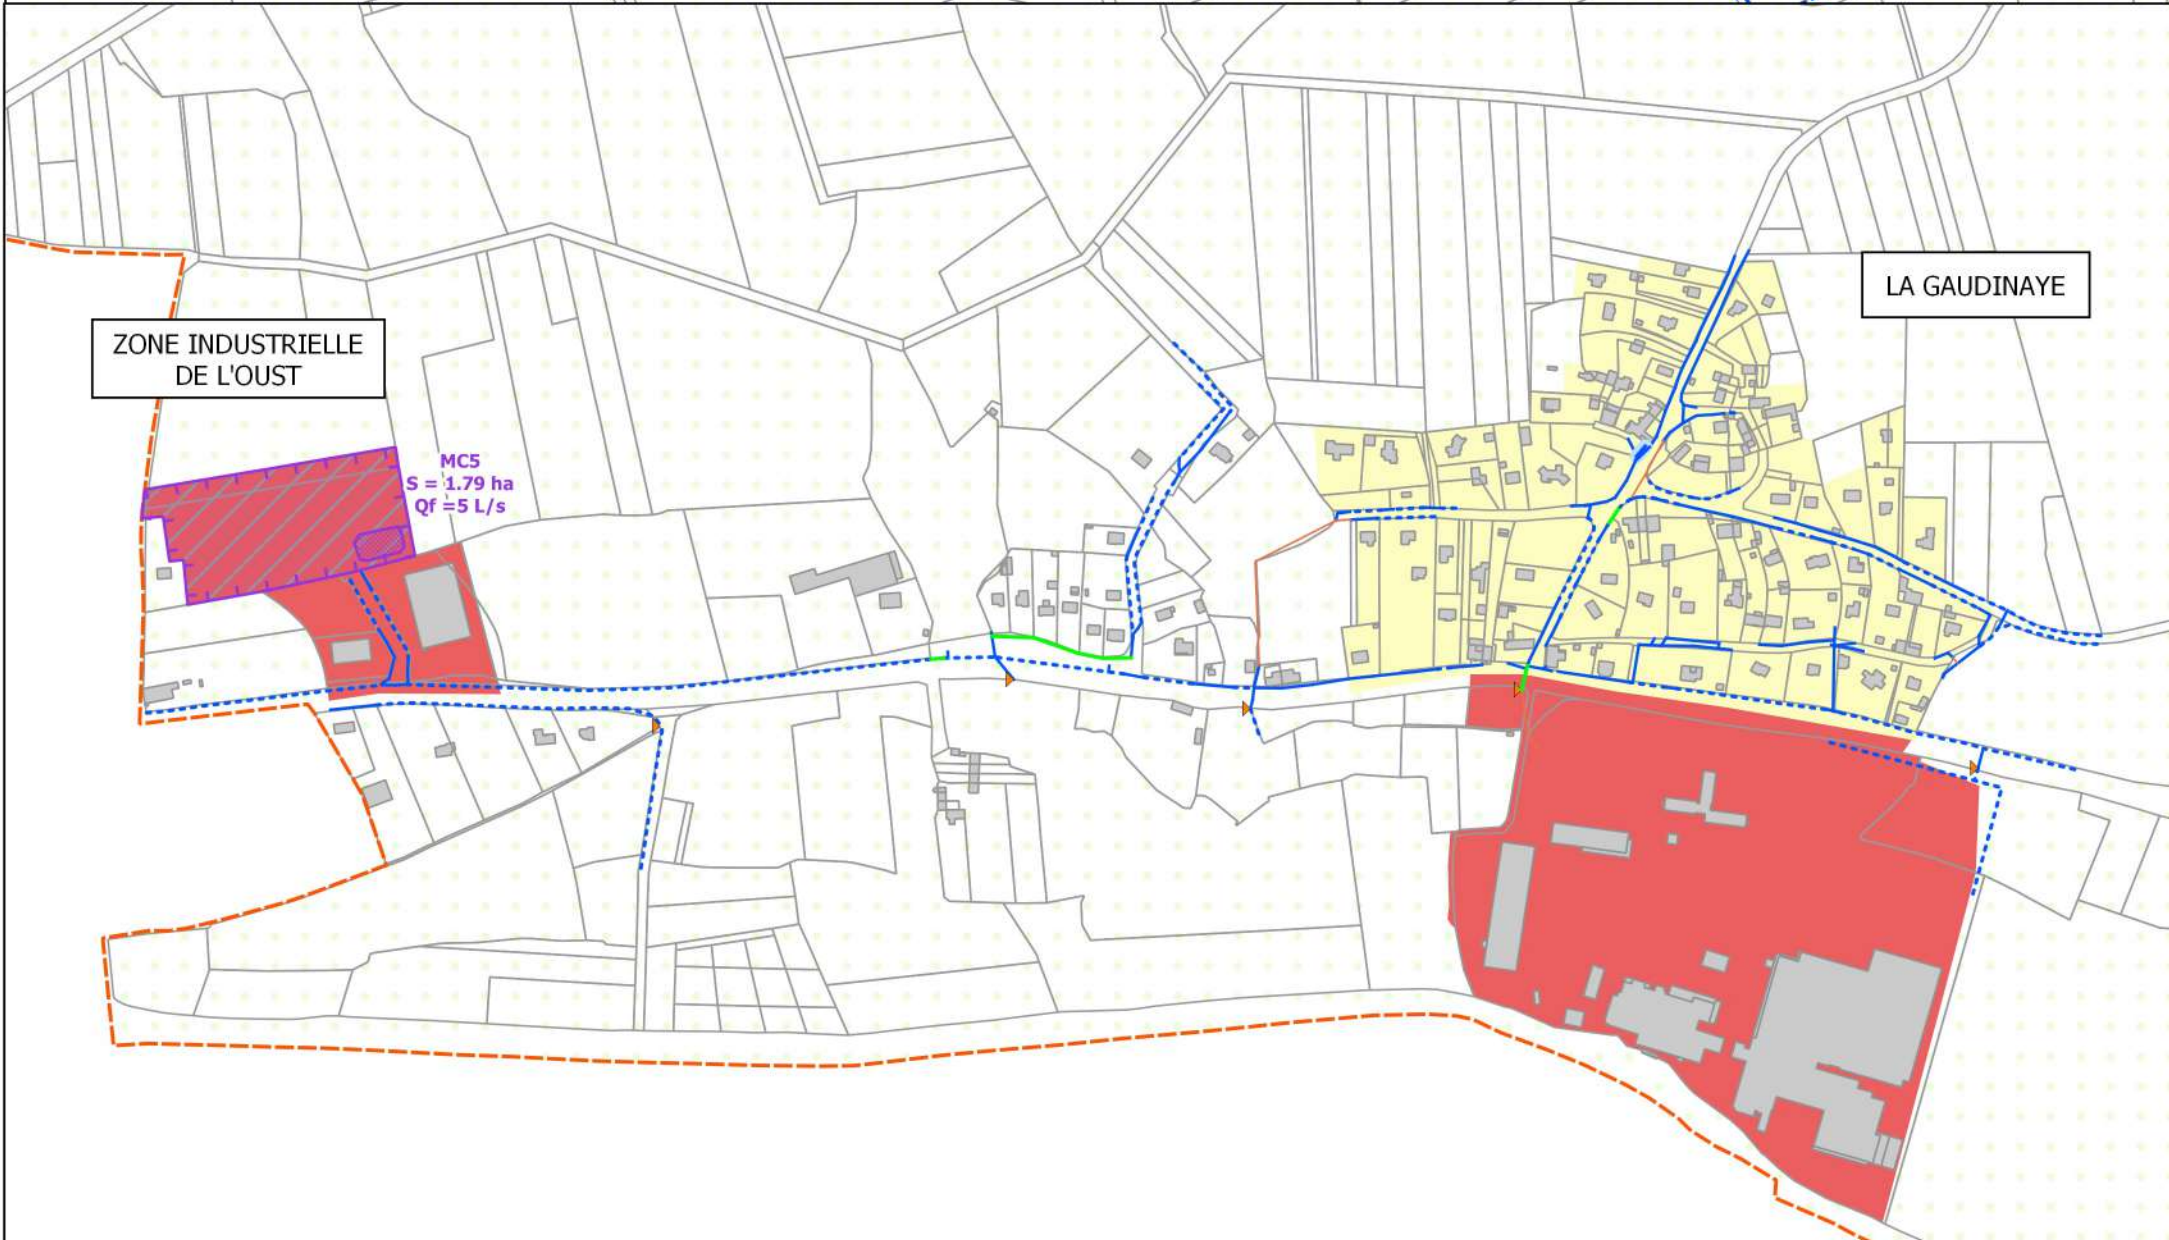 LA GAUDINAYE
ZONE INDUSTRIELLE
DE L'OUST
MC5
S = 1.79 ha
Qf =5 L/s